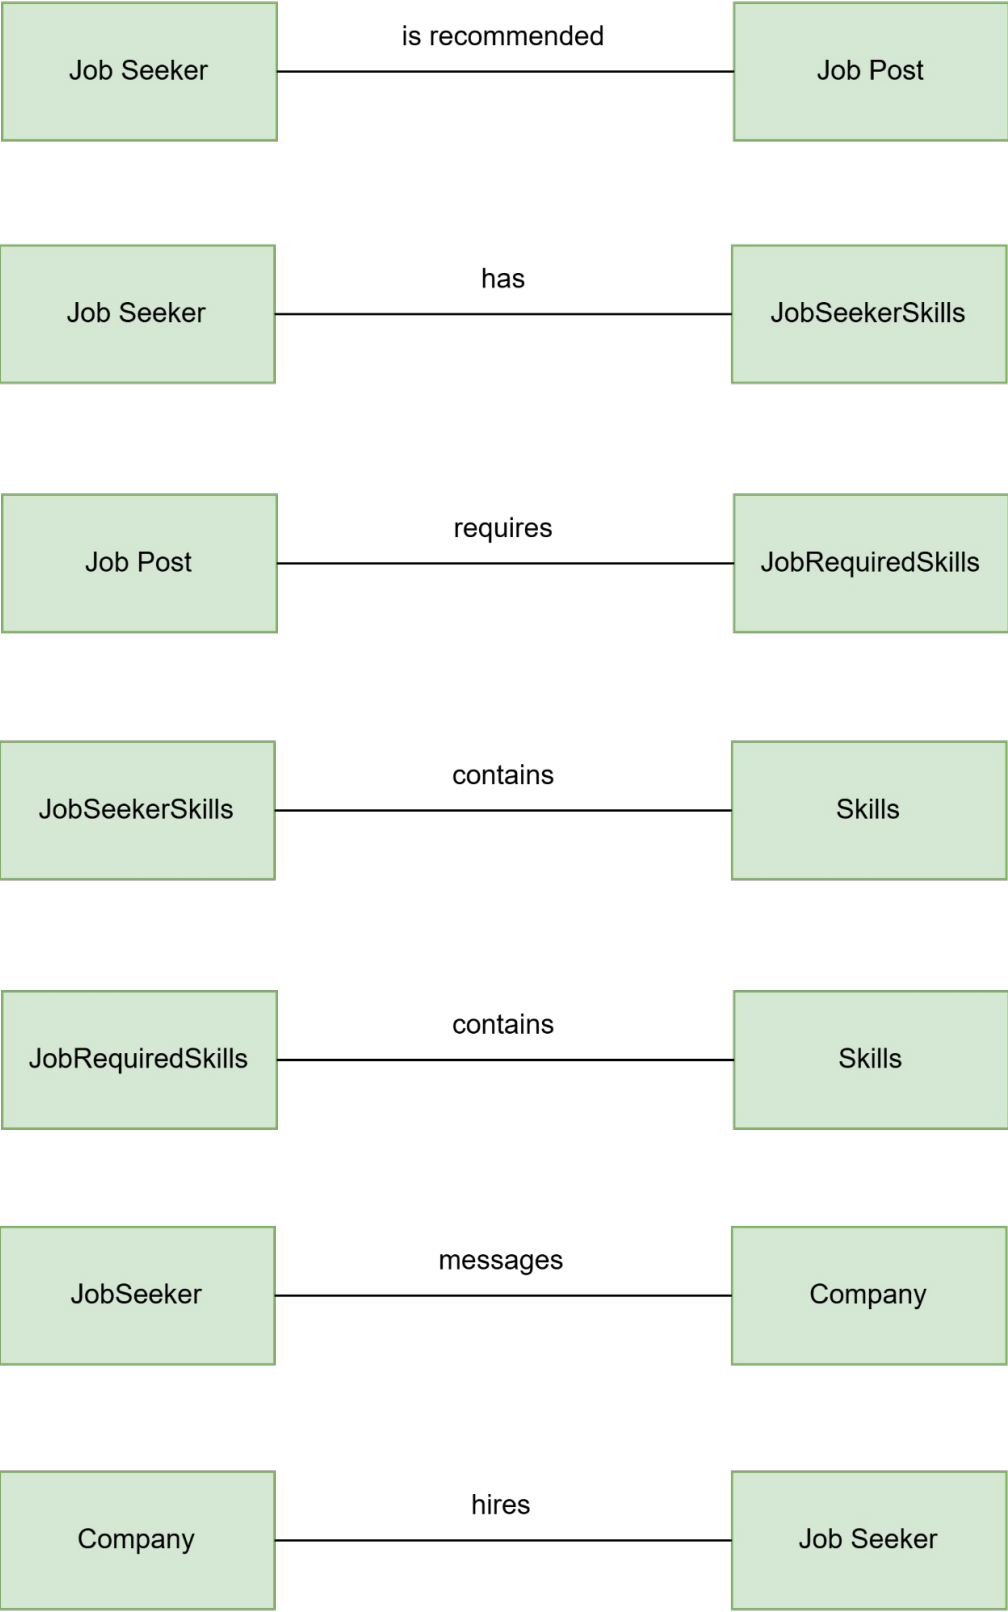 is recommended
Job Seeker
Job Post
has
Job Seeker
JobSeekerSkills
requires
Job Post
JobRequiredSkills
contains
JobSeekerSkills
Skills
contains
JobRequiredSkills
Skills
messages
JobSeeker
Company
hires
Company
Job Seeker